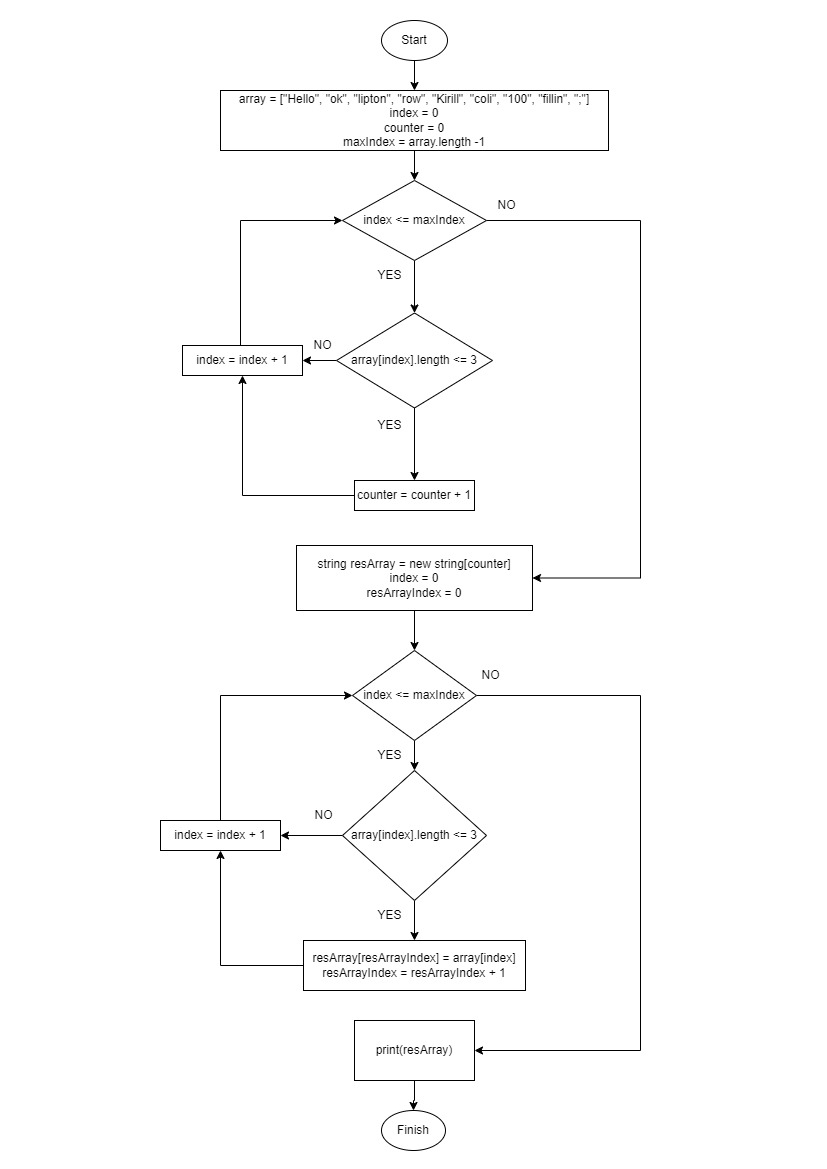 Start
array = ["Hello", "ok", "lipton", "row", "Kirill", "coli", "100", "fillin", ";"]
index = 0
counter = 0
maxIndex = array.length -1
index <= maxIndex
NO
YES
array[index].length <= 3
NO
index = index + 1
YES
counter = counter + 1
string resArray = new string[counter]
index = 0
resArrayIndex = 0
index <= maxIndex
NO
YES
array[index].length <= 3
NO
index = index + 1
YES
resArray[resArrayIndex] = array[index]
resArrayIndex = resArrayIndex + 1
print(resArray)
Finish